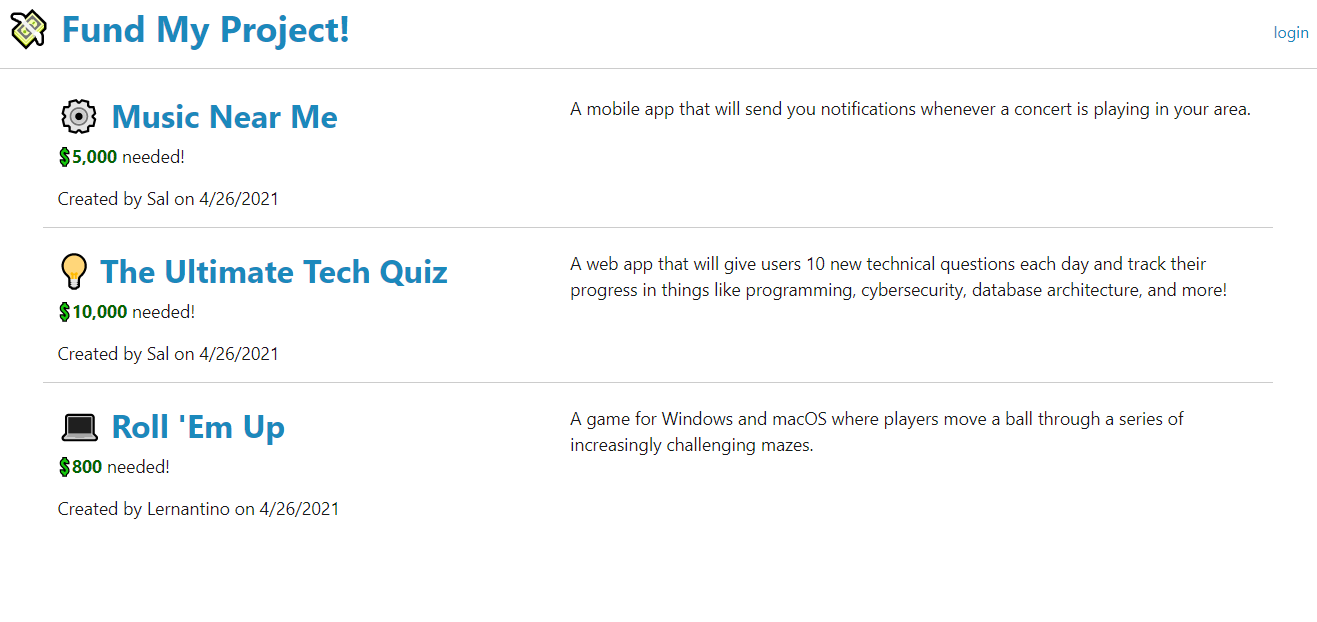 Fund My Project!
login
Music Near Me
$5,000 needed!
Created by Sal on 4/26/2021
A mobile app that will send you notifications whenever a concert is playing in your area.
The Ultimate Tech Quiz
$10,000 needed!
Created by Sal on 4/26/2021
A web app that will give users 10 new technical questions each day and track their
progress in things like programming, cybersecurity, database architecture, and more!
Roll 'Em Up
$800 needed!
Created by Lernantino on 4/26/2021
A game for Windows and macOS where players move a ball through a series of
increasingly challenging mazes.